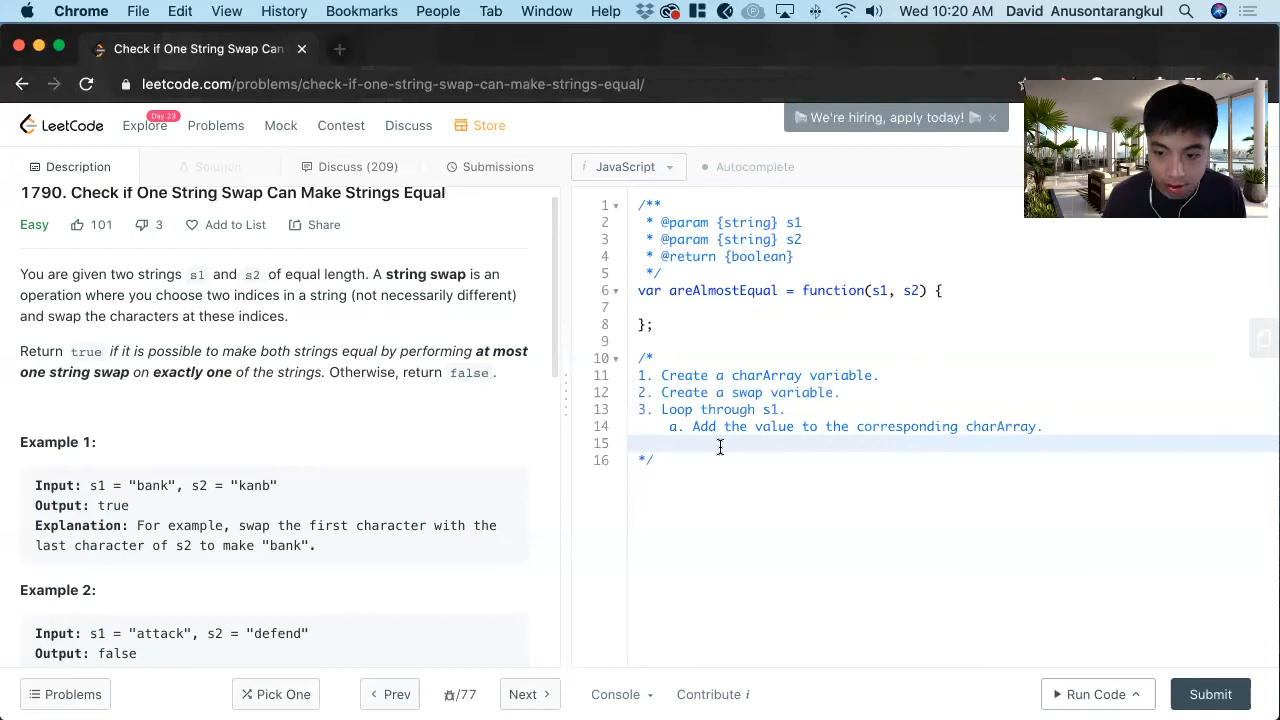 Chrome File Edit View History Bookmarks People Tab Window Help Wed 10:20 AM David Anusontarangkul
Check if One String Swap Can
leetcode.com/problems/check-if-one-string-swap-can-make-strings-equal/
LeetCode Explore Day 23 Problems Mock Contest Discuss Store
We're hiring, apply today!
Description Solution Discuss (209) Submission
JavaScript Autocomplete
1790. Check if One String Swap Can Make Strings Equal
Easy 101 3 Add to List Share
You are given two strings s1 and s2 of equal length. A string swap is an
operation where you choose two indices in a string (not necessarily different)
and swap the characters at these indices.
Return true if it is possible to make both strings equal by performing at most
one string swap on exactly one of the strings. Otherwise, return false .
Example 1:
Input: s1 = "bank", s2 = "kanb"
Output: true
Explanation: For example, swap the first character with the
last character of s2 to make "bank".
Example 2:
Input: s1 = "attack", s2 = "defend"
Output: false
1 /**
2 * @param {string} s1
3 * @param {string} s2
4 * @return {boolean}
5 */
6 var areAlmostEqual = function(s1, s2) {
7
8 };
9
10 /*
11 1. Create a charArray variable.
12 2. Create a swap variable.
13 3. Loop through s1.
14 a. Add the value to the corresponding charArray.
15
16 */
Problems Pick One Prev /77 Next Console Contribute i Run Code Submit